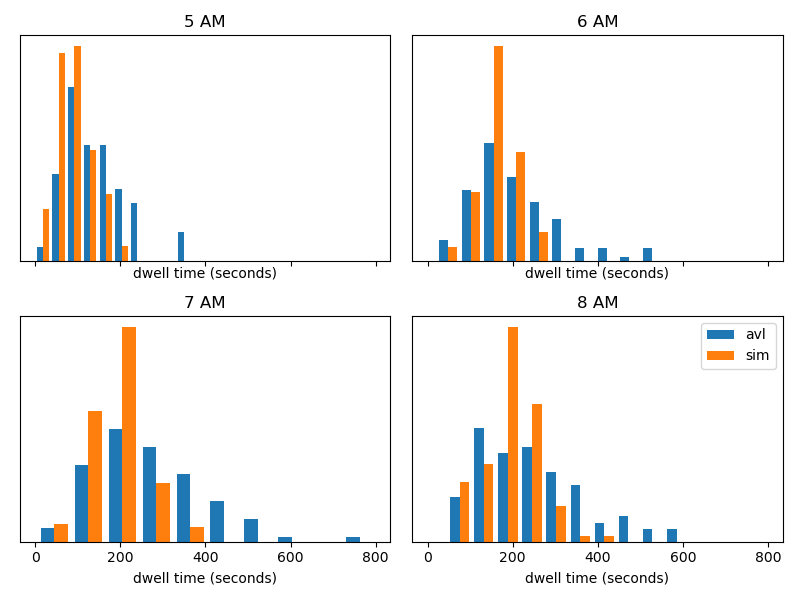 5 AM
6 AM
dwell time (seconds)
dwell time (seconds)
7 AM
8 AM
avl
sim
0 200 400 600 800
0 200 400 600 800
dwell time (seconds)
dwell time (seconds)